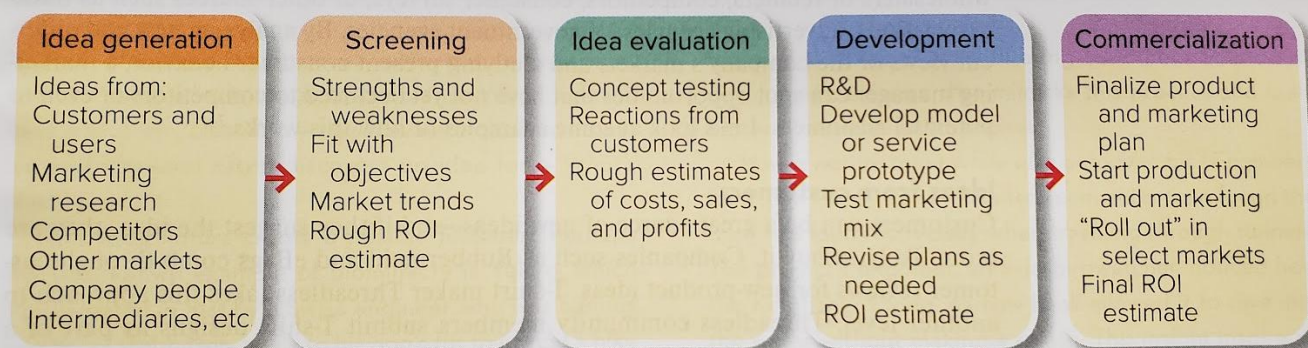 Idea generation
Ideas from:
Customers and
users
Marketing
research
Competitors
Other markets
Company people
Intermediaries, etc
Screening
Strengths and
weaknesses
Fit with
objectives
Market trends
Rough ROI
estimate
Idea evaluation
Concept testing
Reactions from
customers
Rough estimates
of costs, sales,
and profits
Development
R&D
Develop model
or service
prototype
Test marketing
mix
Revise plans as
needed
ROI estimate
Commercialization
Finalize product
and marketing
plan
Start production
and marketing
“Roll out” in
select markets
Final ROI
estimate